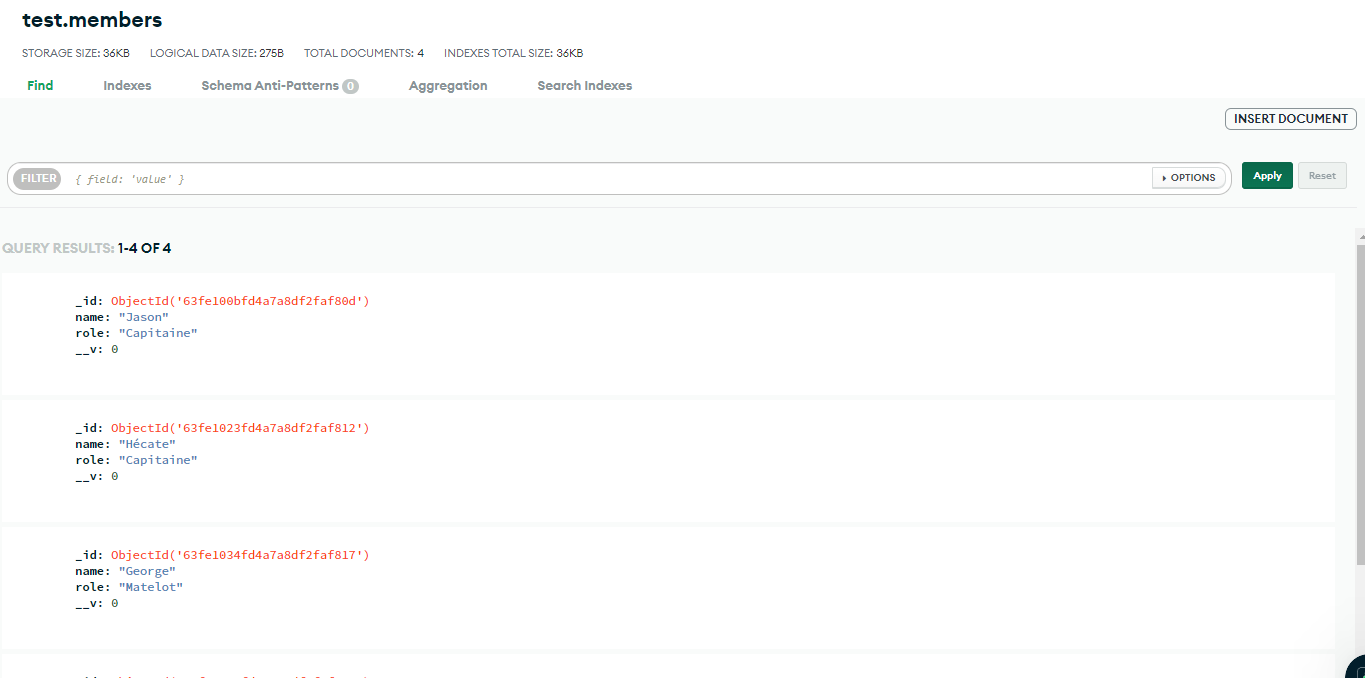 test.members
STORAGE SIZE: 36KB LOGICAL DATA SIZE: 275B TOTAL DOCUMENTS: 4 INDEXES TOTAL SIZE: 36KB
Find Indexes Schema Anti-Patterns 0 Aggregation Search Indexes
INSERT DOCUMENT
FILTER { field: 'value' } OPTIONS Apply Reset
QUERY RESULTS: 1-4 OF 4
_id: ObjectId('63fe100bfd4a7a8df2faf80d')
name: "Jason"
role: "Capitaine"
__v: 0
_id: ObjectId('63fe1023fd4a7a8df2faf812')
name: "Hécate"
role: "Capitaine"
__v: 0
_id: ObjectId('63fe1034fd4a7a8df2faf817')
name: "George"
role: "Matelot"
__v: 0